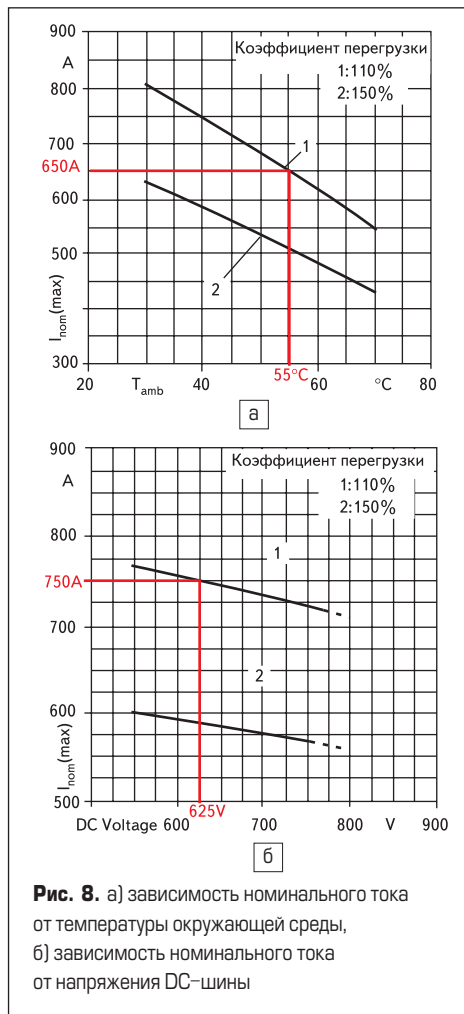 900
A
Коэффициент перегрузки
1:110%
2:150%
800
700
1
650A
600
500
2
I nom(max)
300
20 T amb 40 55°C 60 °C 80
а
900
A
Коэффициент перегрузки
1:110%
2:150%
800
1
750A
700
2
600
I nom(max)
500
625V
DC Voltage 600 700 800 V 900
б
Рис. 8. а) зависимость номинального тока
от температуры окружающей среды,
б) зависимость номинального тока
от напряжения DC-шины